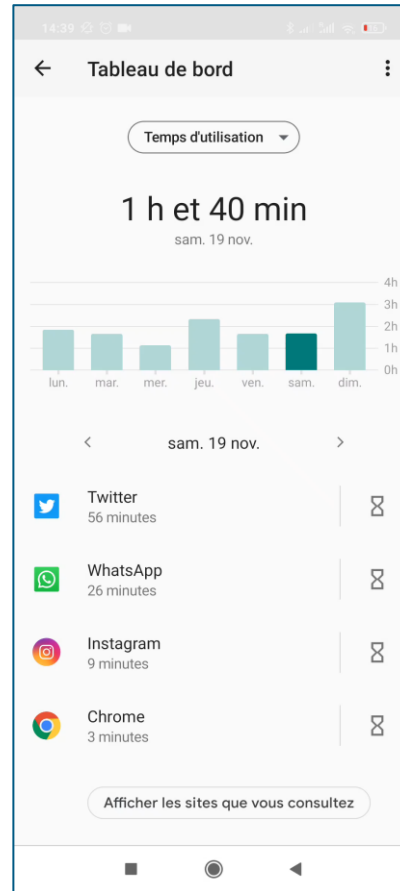 14:39
Tableau de bord
Temps d'utilisation
1 h et 40 min
sam. 19 nov.
4h
3h
2h
1h
0h
lun. mar. mer. jeu. ven. sam. dim.
sam. 19 nov.
Twitter
56 minutes
WhatsApp
26 minutes
Instagram
9 minutes
Chrome
3 minutes
Afficher les sites que vous consultez